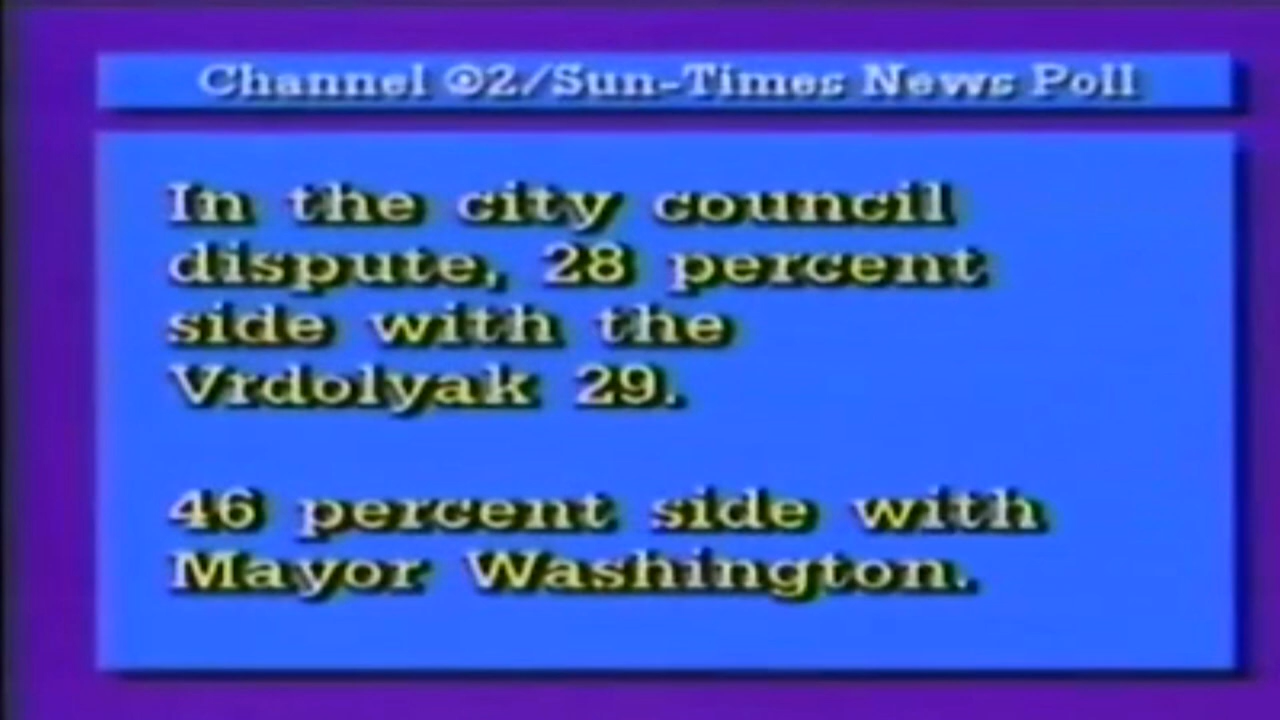 Channel 2/Sun-Times News Poll
In the city council
dispute, 28 percent
side with the
Vrdolyak 29.
46 percent side with
Mayor Washington.